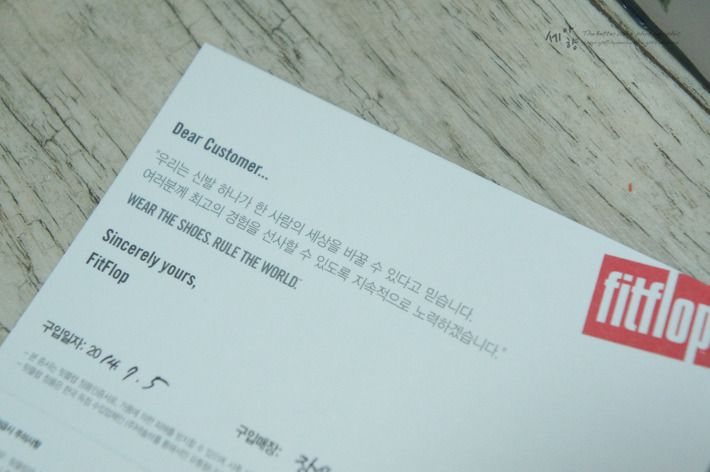 세상
Dear Customer...
"우리는 신발 하나가 한 사람의 세상을 바꿀 수 있다고 믿습니다.
여러분께 최고의 경험을 선사할 수 있도록 지속적으로 노력하겠습니다."
WEAR THE SHOES. RULE THE WORLD.
Sincerely yours,
FitFlop
fitflop
구입일자: 2014. 7. 5
구입매장: